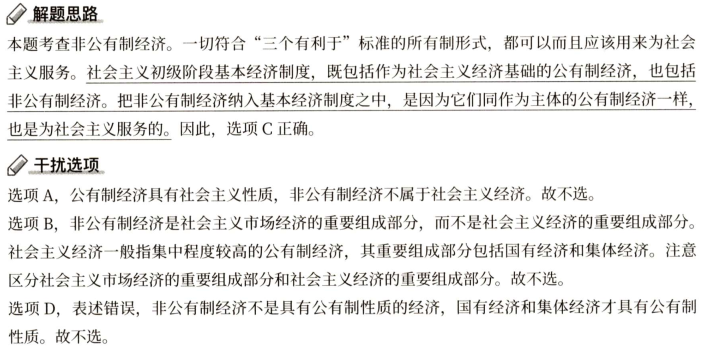 解题思路
本题考查非公有制经济。一切符合“三个有利于”标准的所有制形式，都可以而且应该用来为社会
主义服务。社会主义初级阶段基本经济制度，既包括作为社会主义经济基础的公有制经济，也包括
非公有制经济。把非公有制经济纳入基本经济制度之中，是因为它们同作为主体的公有制经济一样，
也是为社会主义服务的。因此，选项 C 正确。
干扰选项
选项 A，公有制经济具有社会主义性质，非公有制经济不属于社会主义经济。故不选。
选项 B，非公有制经济是社会主义市场经济的重要组成部分，而不是社会主义经济的重要组成部分。
社会主义经济一般指集中程度较高的公有制经济，其重要组成部分包括国有经济和集体经济。注意
区分社会主义市场经济的重要组成部分和社会主义经济的重要组成部分。故不选。
选项 D，表述错误，非公有制经济不是具有公有制性质的经济，国有经济和集体经济才具有公有制
性质。故不选。